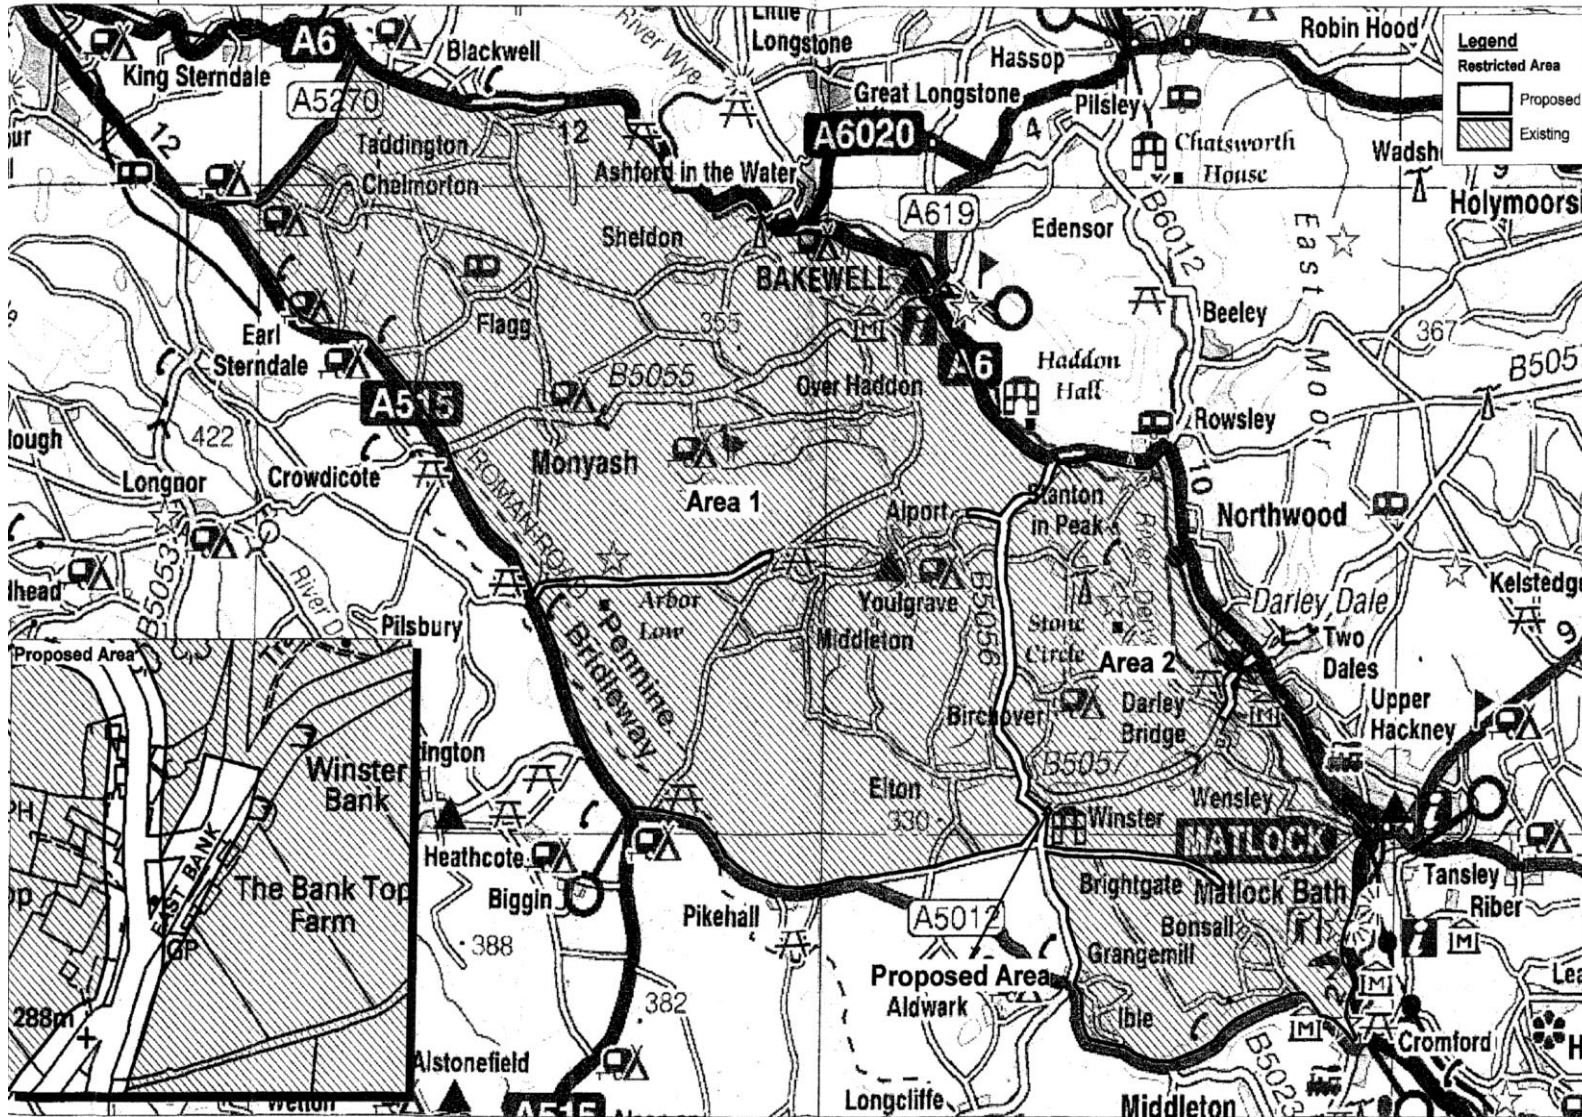 Legend
Restricted Area
Proposed
Existing
A6
King Sterndale
Blackwell
A5270
River Wye
Little
Longstone
Hassop
Robin Hood
Great Longstone
Pilsley
A6020
4
Chatsworth
House
12
12
Taddington
Chelmorton
Ashford in the Water
A619
Edensor
B6012
Holymoors
Sheldon
BAKEWELL
East
Moor
Earl
Sterndale
Flagg
355
Beeley
367
A515
B5055
Over Haddon
A6
Haddon
Hall
B505
422
Longnor
Crowdicote
ROMAN ROAD
Monyash
Area 1
Rowsley
10
Alport
Stanton
in Peak
Northwood
B5053
River D
Pilsbury
Arbor
Low
Pennine
Bridleway
Youlgrave
Middleton
B5056
Stone
Circle
River Der
Area 2
Darley Dale
Two
Dales
Kelstedge
9
Birchover
Darley
Bridge
Upper
Hackney
Proposed Area
Elton
330
B5057
Wensley
Winster
MATLOCK
Winster
Bank
Heathcote
Biggin
EAST BANK
The Bank Top
Farm
GP
PH
288m
Brightgate
Matlock Bath
Tansley
Riber
Pikehall
388
A5012
Bonsall
Grangemill
Proposed Area
Aldwark
382
Ible
Cromford
Alstonefield
A515
Longcliffe
B5023
Middleton